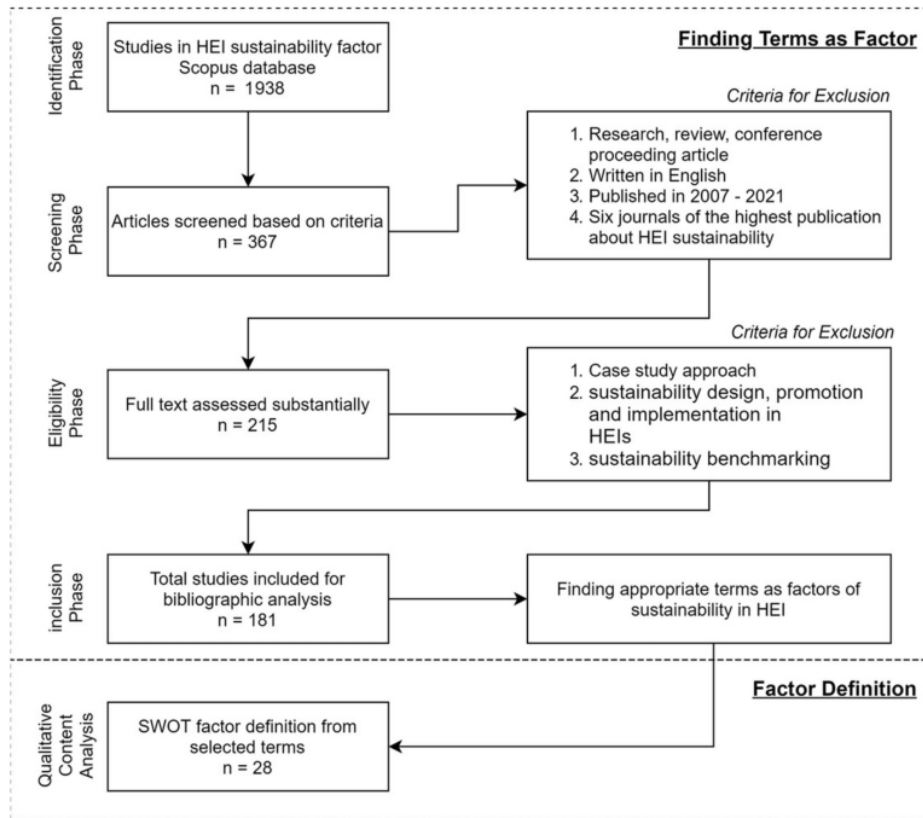 Identification
Phase
Studies in HEI sustainability factor
Scopus database
n = 1938
Finding Terms as Factor
Criteria for Exclusion
1. Research, review, conference
proceeding article
2. Written in English
3. Published in 2007 - 2021
4. Six journals of the highest publication
about HEI sustainability
Screening
Phase
Articles screened based on criteria
n = 367
Criteria for Exclusion
Eligibility
Phase
Full text assessed substantially
n = 215
1. Case study approach
2. sustainability design, promotion
and implementation in
HEIs
3. sustainability benchmarking
inclusion
Phase
Total studies included for
bibliographic analysis
n = 181
Finding appropriate terms as factors of
sustainability in HEI
Factor Definition
Qualitative
Content
Analysis
SWOT factor definition from
selected terms
n = 28